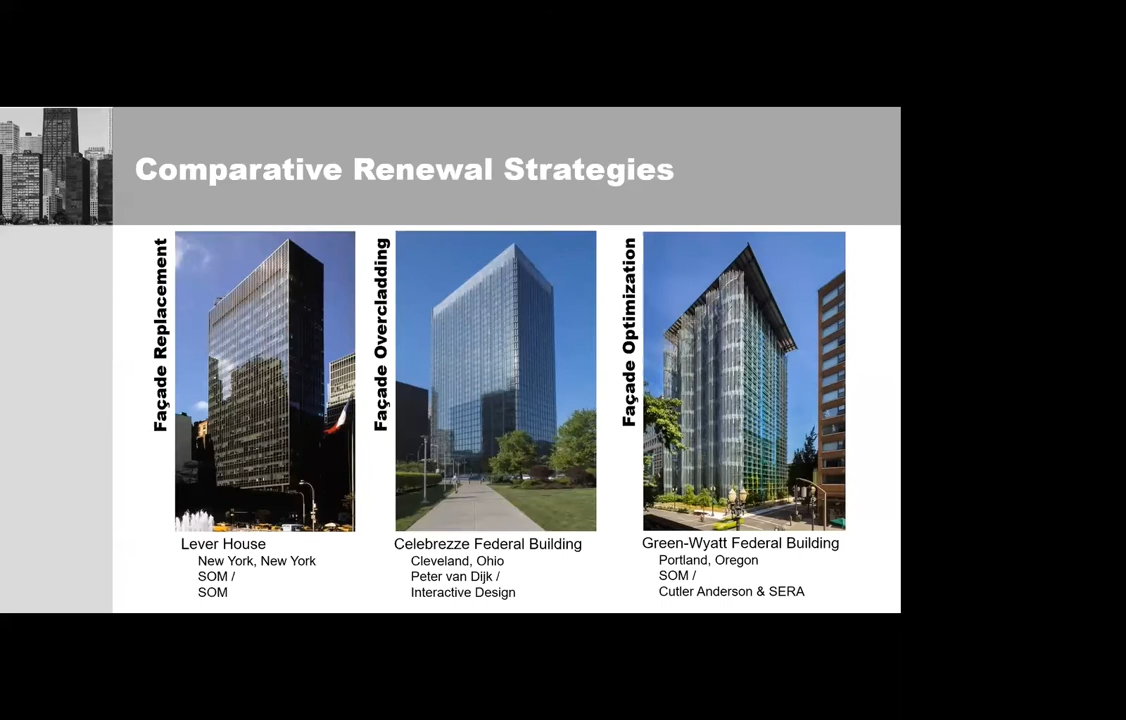 Comparative Renewal Strategies
Façade Replacement
Lever House
New York, New York
SOM /
SOM
Façade Overcladding
Celebrezze Federal Building
Cleveland, Ohio
Peter van Dijk /
Interactive Design
Façade Optimization
Green-Wyatt Federal Building
Portland, Oregon
SOM /
Cutler Anderson & SERA